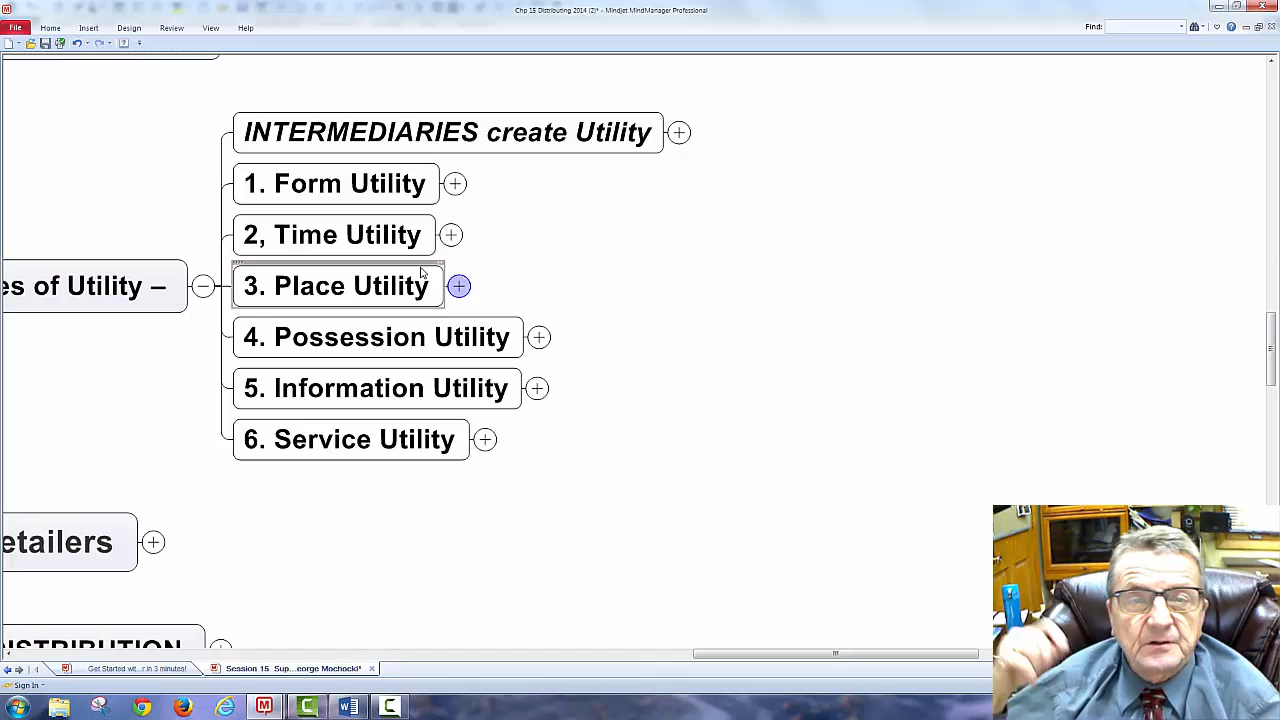 Chp 15 Distributing 2014 (2)* - Mindjet MindManager Professional
File Home Insert Design Review View Help Find:
INTERMEDIARIES create Utility
1. Form Utility
2, Time Utility
es of Utility –
3. Place Utility
4. Possession Utility
5. Information Utility
6. Service Utility
etailers
ISTRIBUTION
Get Started wit...r in 3 minutes! Session 15 Sup...eorge Mochocki*
Sign In